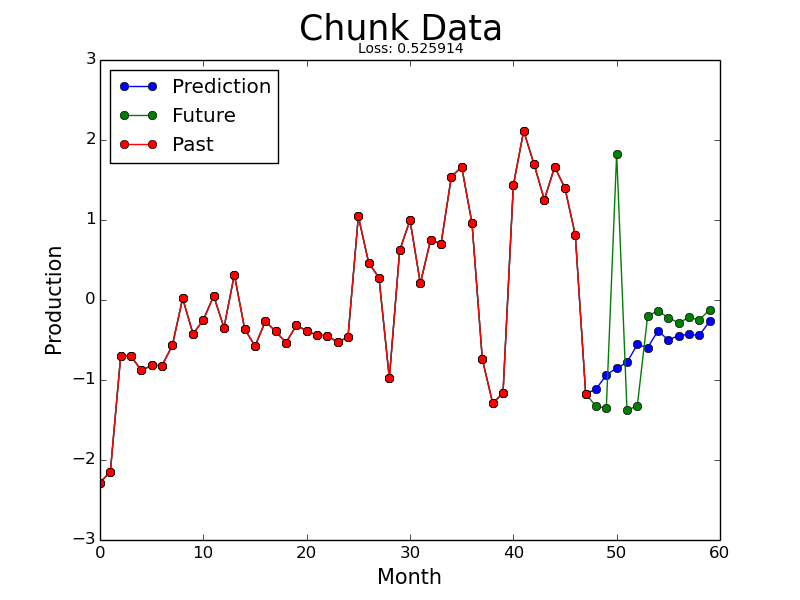 Chunk Data
Loss: 0.525914
Prediction
Future
Past
Production
3
2
1
0
−1
−2
−3
0 10 20 30 40 50 60
Month